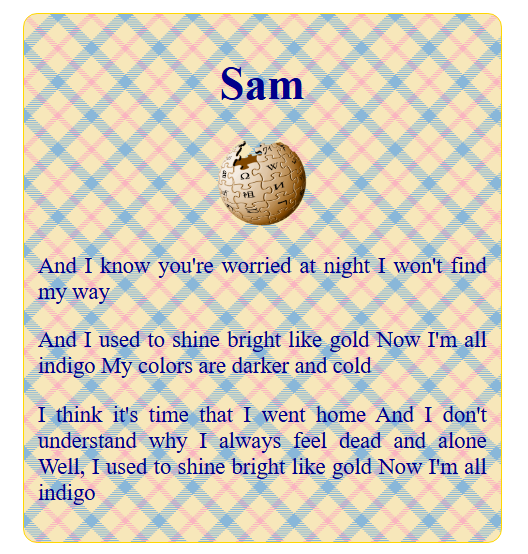 Sam
Ω
W
И
And I know you're worried at night I won't find
my way
And I used to shine bright like gold Now I'm all
indigo My colors are darker and cold
I think it's time that I went home And I don't
understand why I always feel dead and alone
Well, I used to shine bright like gold Now I'm all
indigo